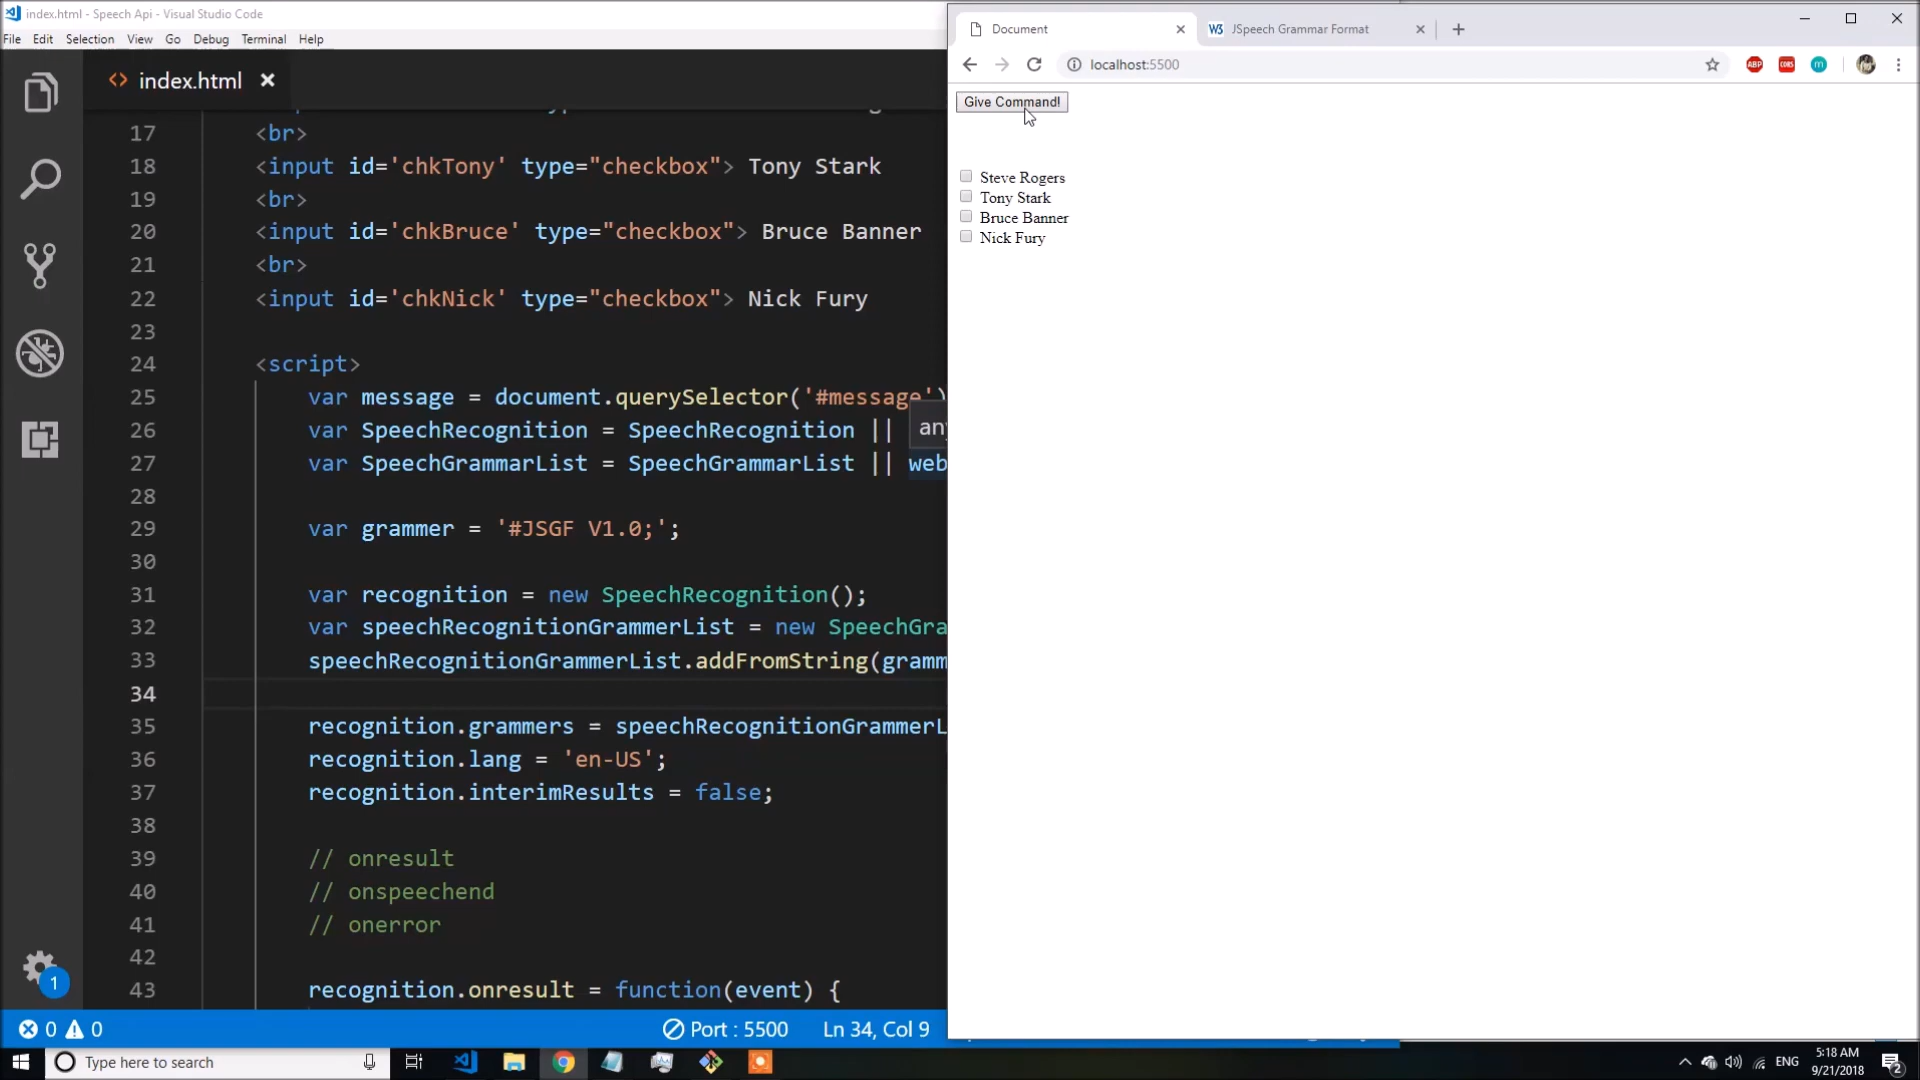 index.html - Speech Api - Visual Studio Code
File Edit Selection View Go Debug Terminal Help
<> index.html ×
17 <br>
18 <input id='chkTony' type="checkbox"> Tony Stark
19 <br>
20 <input id='chkBruce' type="checkbox"> Bruce Banner
21 <br>
22 <input id='chkNick' type="checkbox"> Nick Fury
23
24 <script>
25 var message = document.querySelector('#message')
26 var SpeechRecognition = SpeechRecognition ||
an
27 var SpeechGrammarList = SpeechGrammarList || web
28
29 var grammer = '#JSGF V1.0;';
30
31 var recognition = new SpeechRecognition();
32 var speechRecognitionGrammerList = new SpeechGra
33 speechRecognitionGrammerList.addFromString(gramm
34
35 recognition.grammers = speechRecognitionGrammerL
36 recognition.lang = 'en-US';
37 recognition.interimResults = false;
38
39 // onresult
40 // onspeechend
41 // onerror
42
43 recognition.onresult = function(event) {
1
0 0 Port : 5500 Ln 34, Col 9
Document
W3 JSpeech Grammar Format
localhost:5500
ABP
m
Give Command!
Steve Rogers
Tony Stark
Bruce Banner
Nick Fury
Type here to search
ENG
5:18 AM
9/21/2018
2